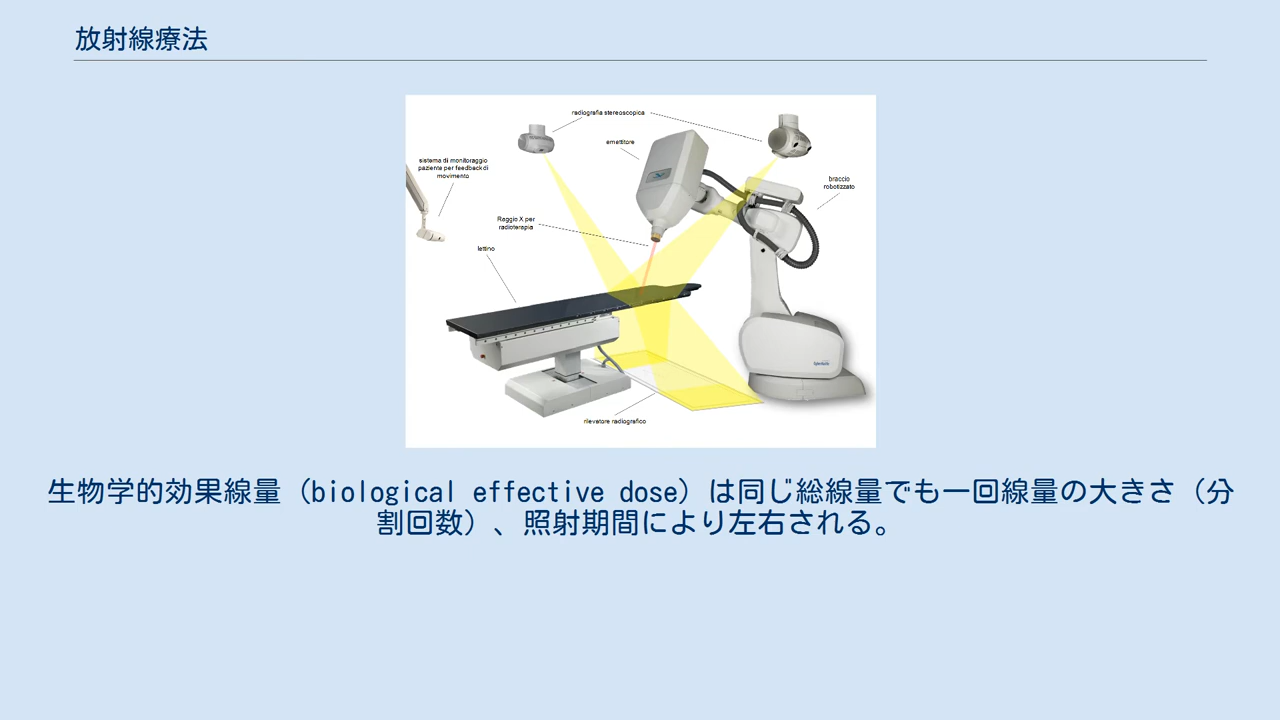 放射線療法
radiografia stereoscopica
emettitore
sistema di monitoraggio
paziente per feedback di
movimento
braccio
robotizzato
Raggio X per
radioterapia
lettino
rilevatore radiografico
生物学的効果線量（biological effective dose）は同じ総線量でも一回線量の大きさ（分
割回数）、照射期間により左右される。